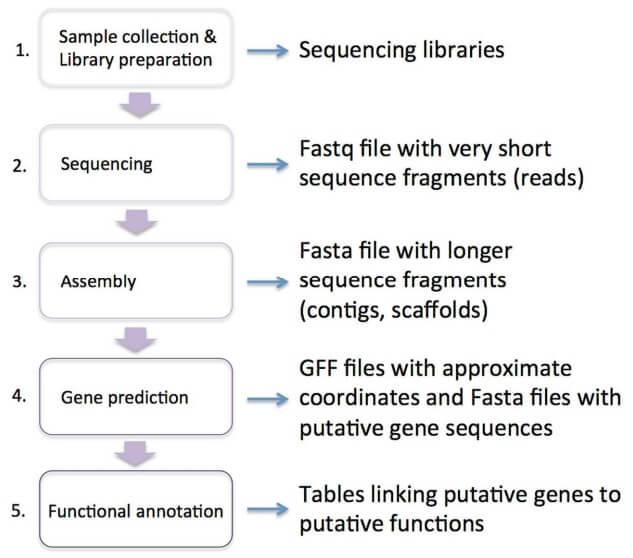 1.
Sample collection &
Library preparation
Sequencing libraries
2.
Sequencing
Fastq file with very short
sequence fragments (reads)
3.
Assembly
Fasta file with longer
sequence fragments
(contigs, scaffolds)
4.
Gene prediction
GFF files with approximate
coordinates and Fasta files with
putative gene sequences
5.
Functional annotation
Tables linking putative genes to
putative functions